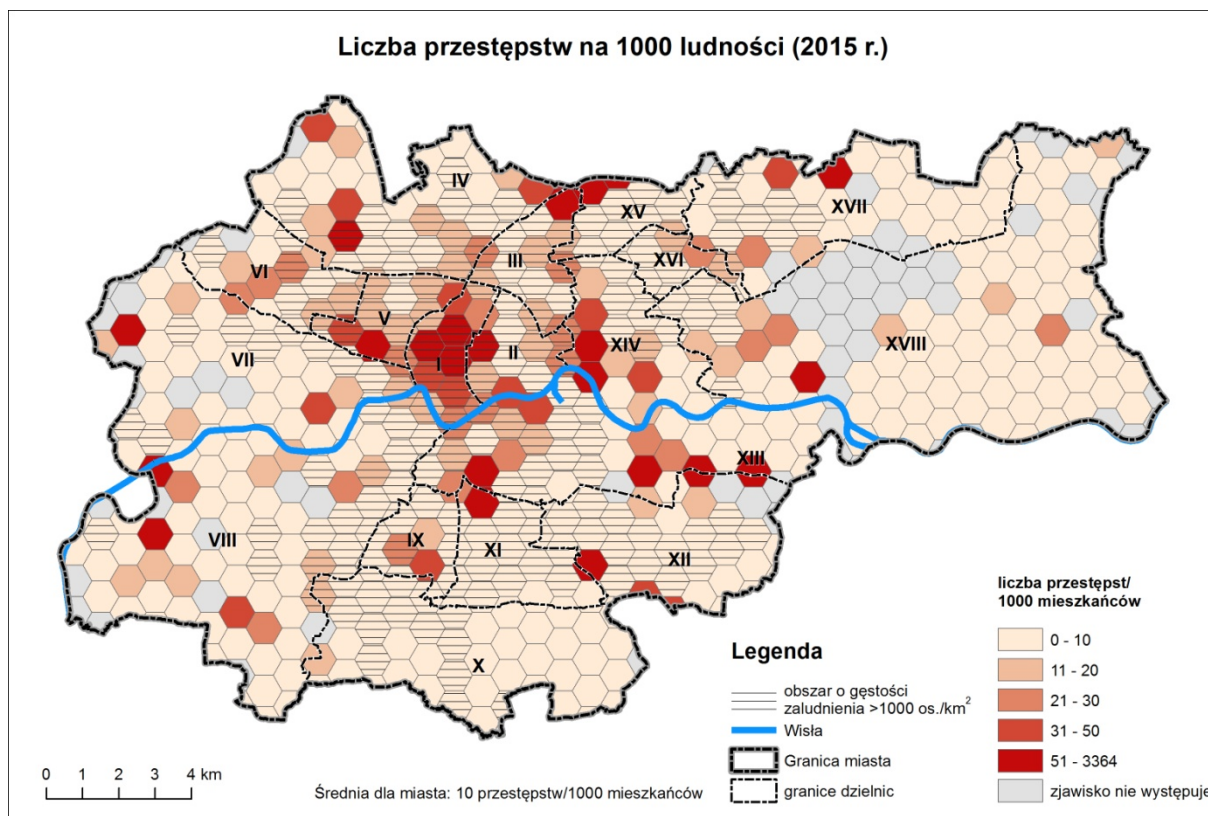 Liczba przestępstw na 1000 ludności (2015 r.)
IV
XV
XVII
III
XVI
VI
V
VII
I
II
XIV
XVIII
XIII
VIII
IX
XI
XII
X
liczba przestępst/
1000 mieszkańców
0 - 10
11 - 20
21 - 30
31 - 50
51 - 3364
zjawisko nie występuje
Legenda
obszar o gęstości
zaludnienia >1000 os./km²
Wisła
Granica miasta
granice dzielnic
0 1 2 3 4 km
Średnia dla miasta: 10 przestępstw/1000 mieszkańców